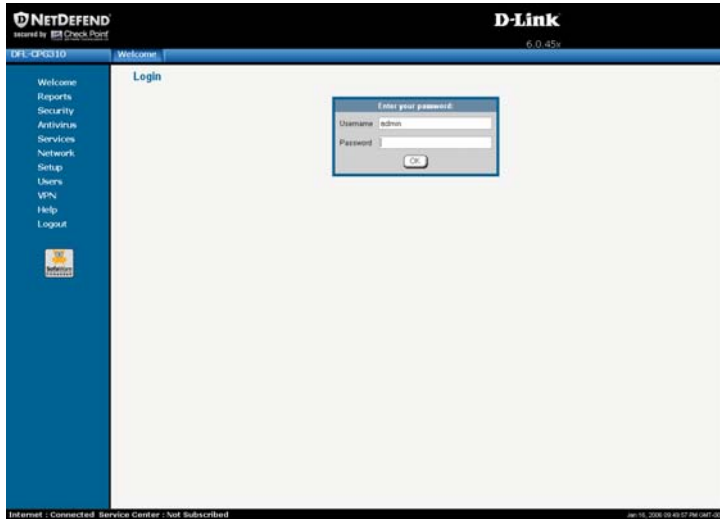 NETDEFEND
secured by Check Point
D-Link
6.0.45x
DFL-CPG310
Welcome
Login
Welcome
Reports
Security
Antivirus
Services
Network
Setup
Users
VPN
Help
Logout
Enter your password:
Username admin
Password
OK
Internet : Connected Service Center : Not Subscribed